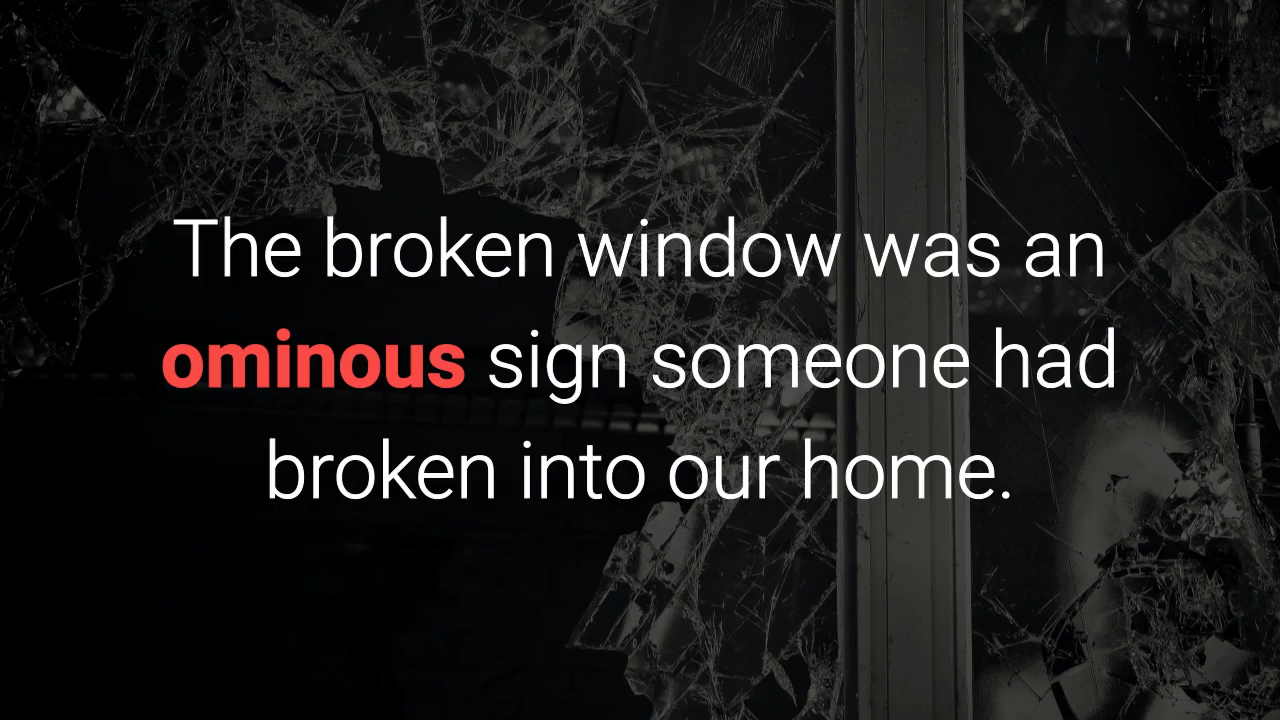 The broken window was an
ominous sign someone had
broken into our home.